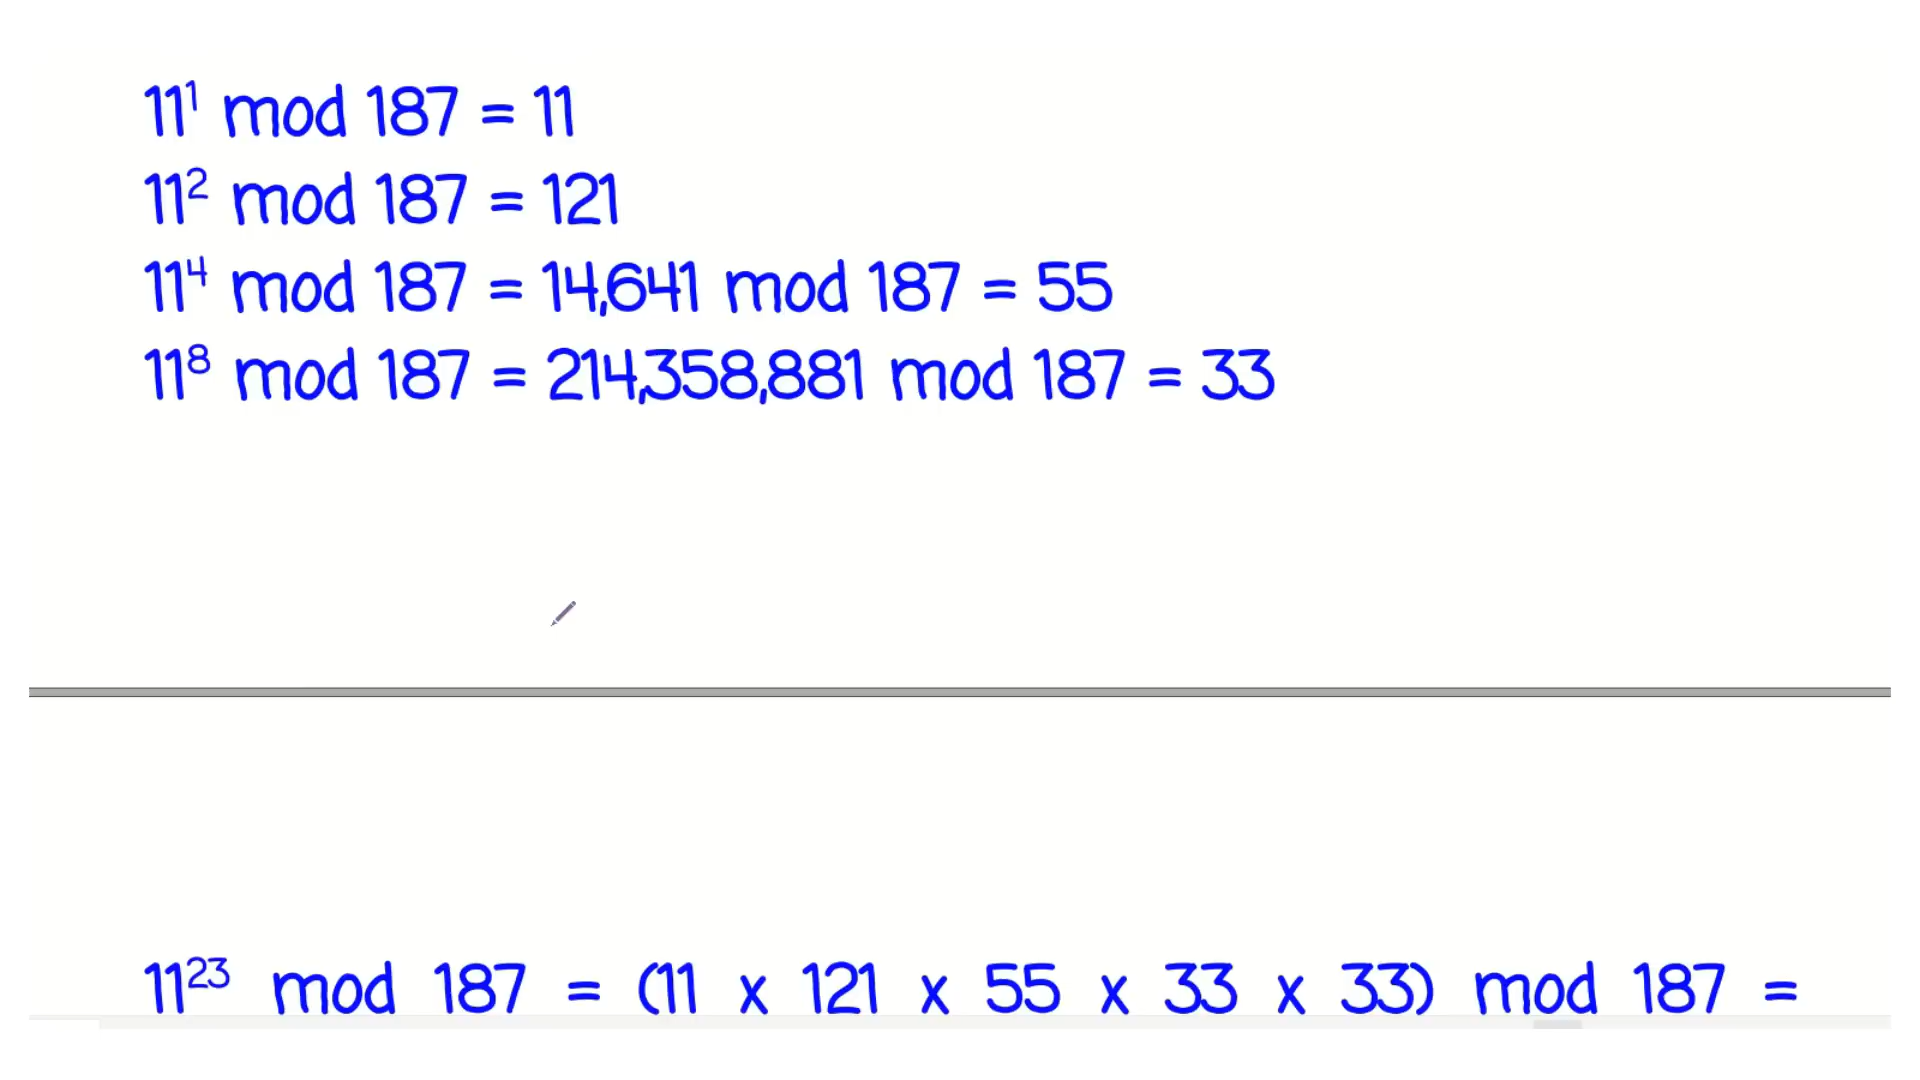 11¹ mod 187 = 11
11² mod 187 = 121
11⁴ mod 187 = 14,641 mod 187 = 55
11⁸ mod 187 = 214,358,881 mod 187 = 33
11²³ mod 187 = (11 x 121 x 55 x 33 x 33) mod 187 =